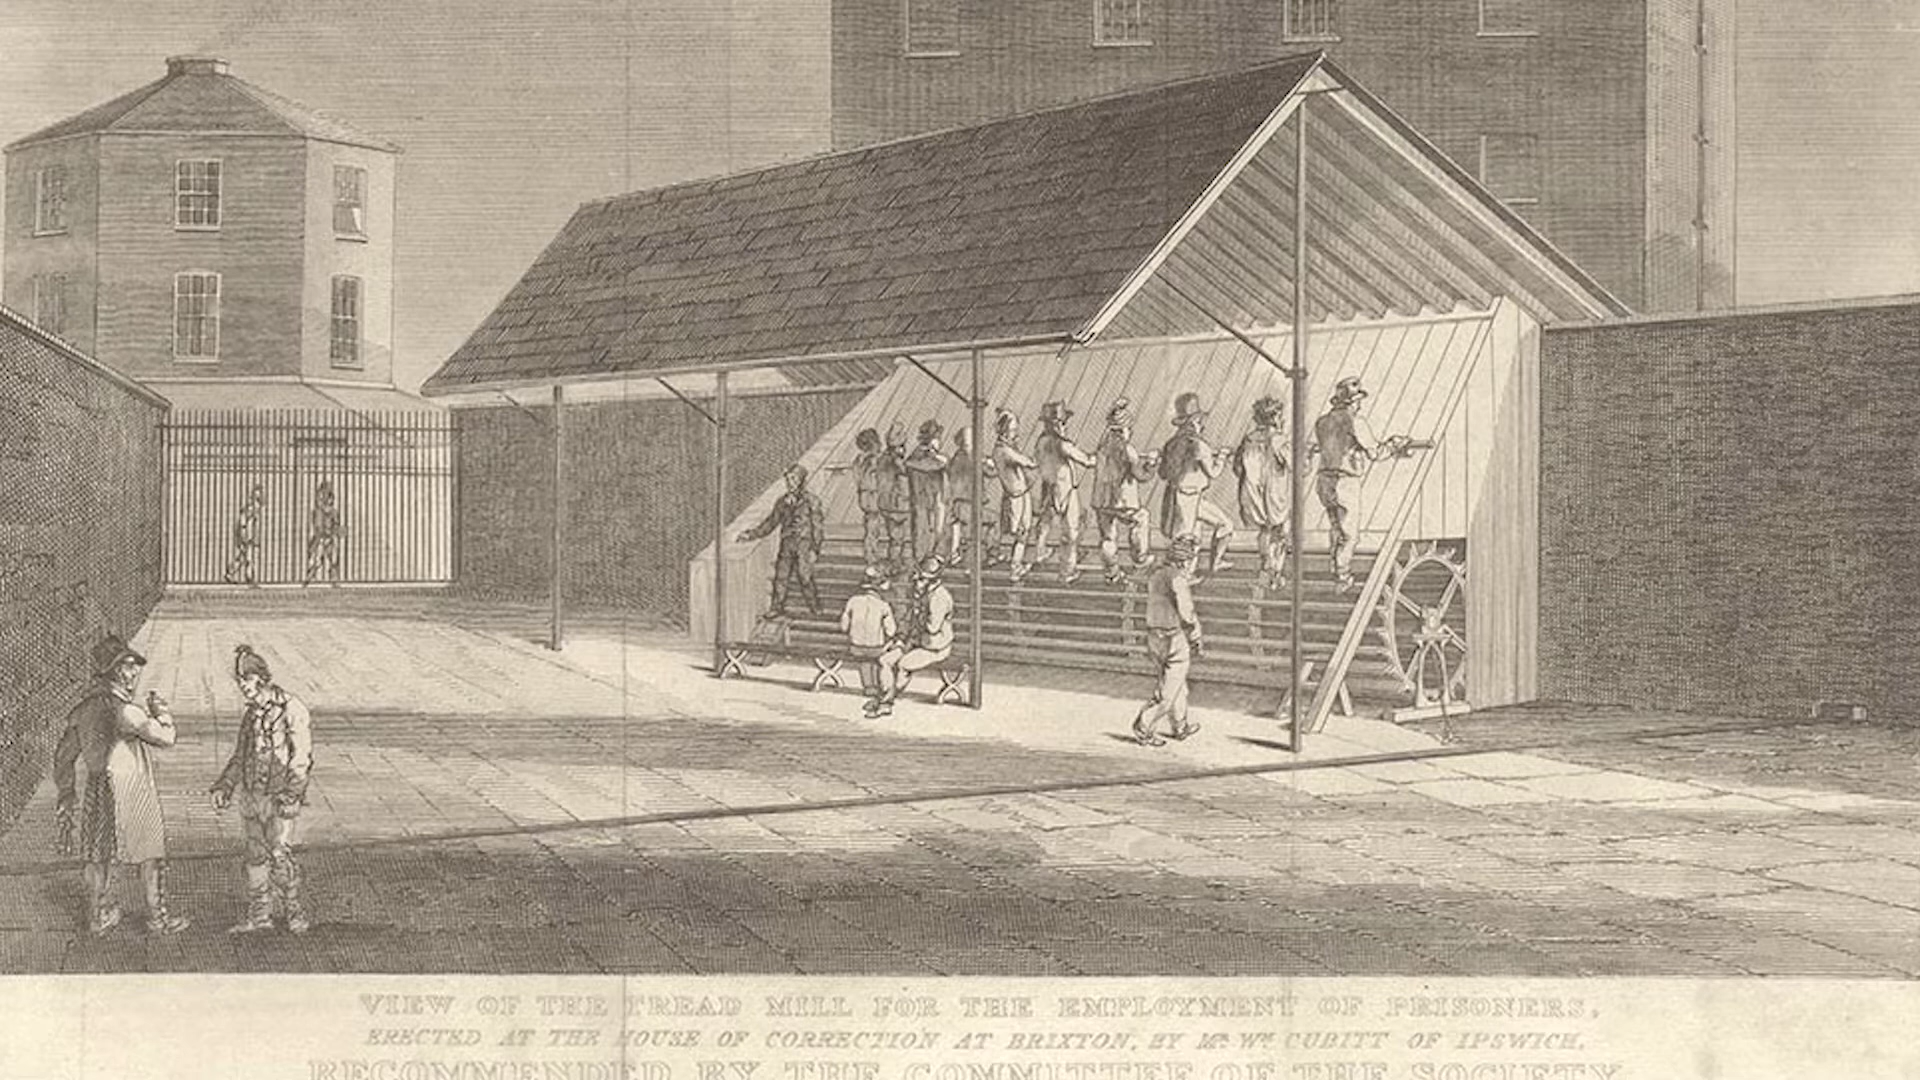 VIEW OF THE TREAD MILL FOR THE EMPLOYMENT OF PRISONERS,
ERECTED AT THE HOUSE OF CORRECTION AT BRIXTON, BY Mr. Wm. CUBITT OF IPSWICH,
RECOMMENDED BY THE COMMITTEE OF THE SOCIETY